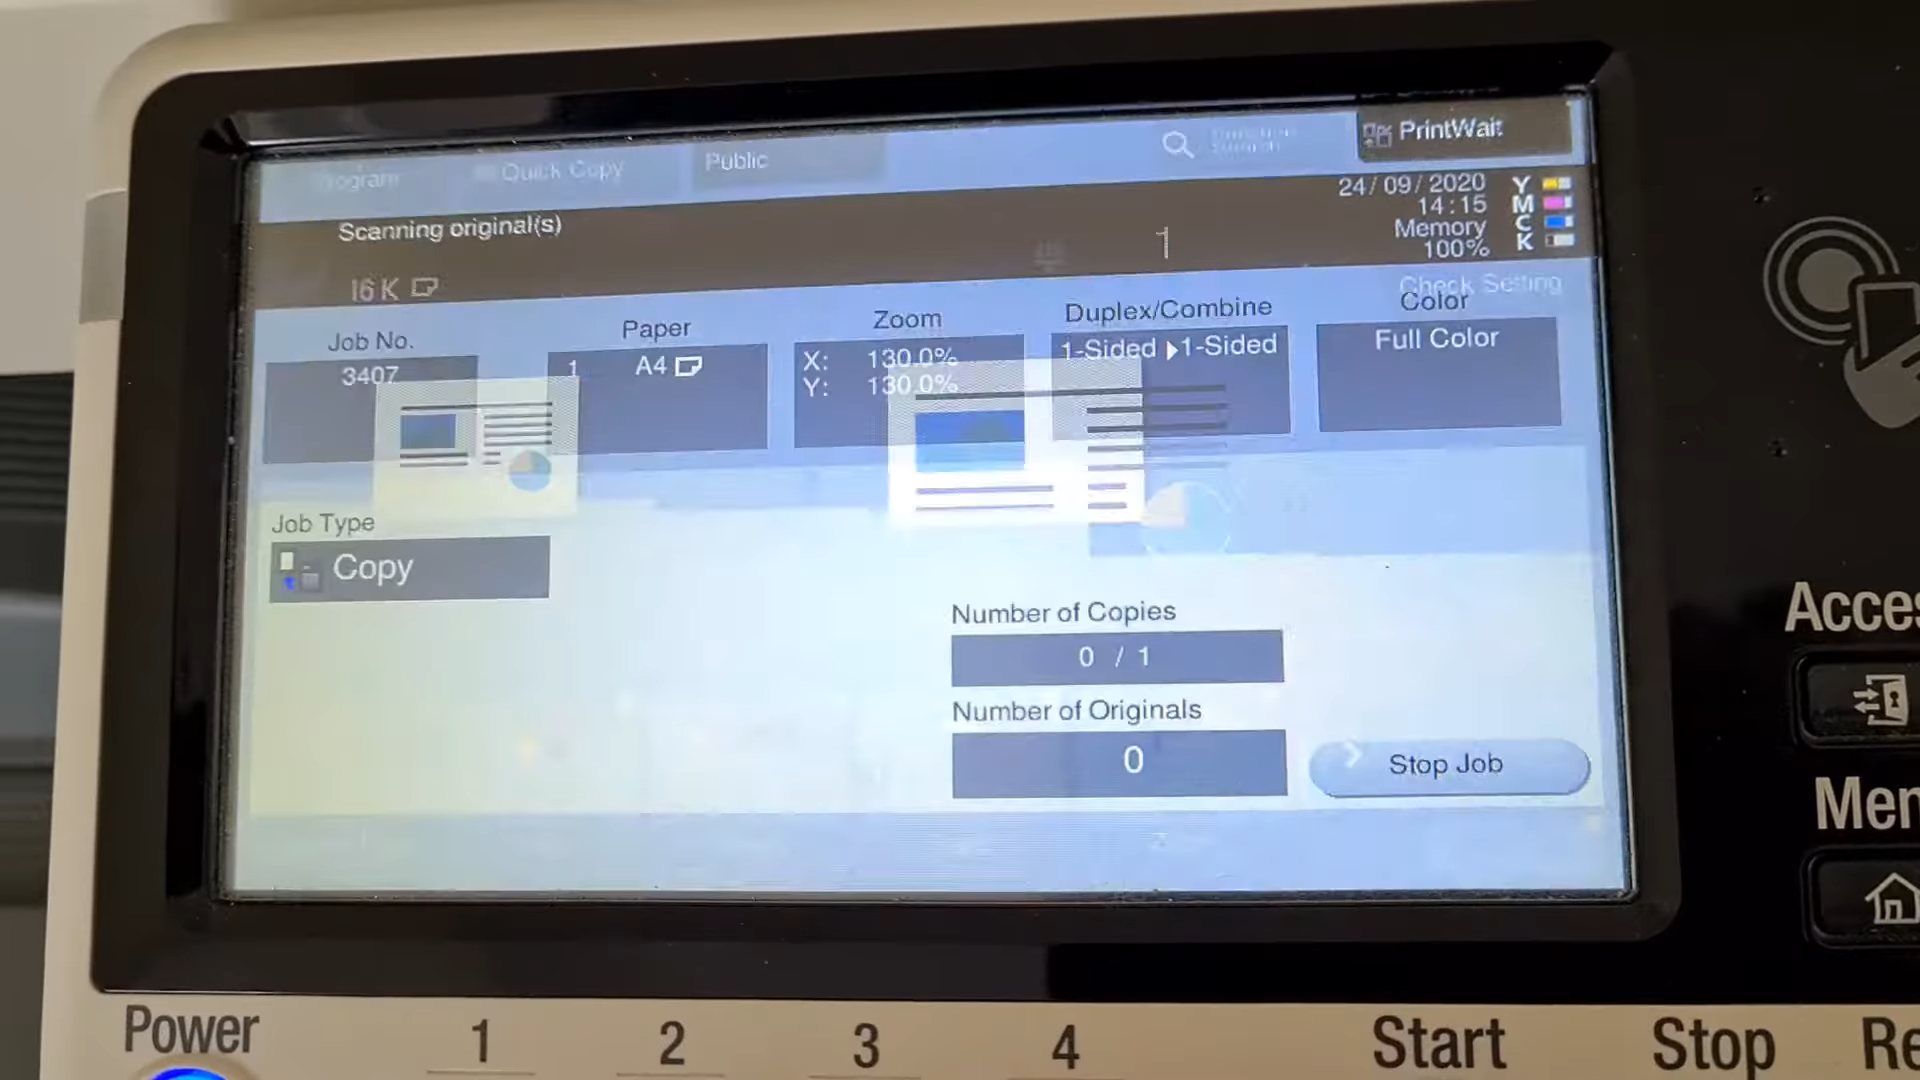 Program
Quick Copy
Public
PrintWait
Scanning original(s)
1
24/09/2020
14:15
Memory
100%
Y
M
C
K
16K
Check Setting
Job No.
3407
Paper
1 A4
Zoom
X: 130.0%
Y: 130.0%
Duplex/Combine
1-Sided 1-Sided
Color
Full Color
Job Type
Copy
Number of Copies
0 / 1
Number of Originals
0
Stop Job
Power
1
2
3
4
Start
Stop